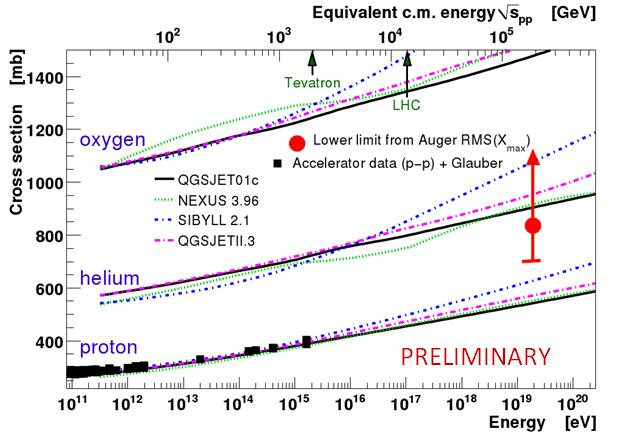 Equivalent c.m. energy √s_pp [GeV]
10² 10³ 10⁴ 10⁵
Cross section [mb]
1400
1200
1000
800
600
400
Tevatron
LHC
oxygen
Lower limit from Auger RMS(X_max)
Accelerator data (p−p) + Glauber
QGSJET01c
NEXUS 3.96
SIBYLL 2.1
QGSJETII.3
helium
proton
PRELIMINARY
10¹¹ 10¹² 10¹³ 10¹⁴ 10¹⁵ 10¹⁶ 10¹⁷ 10¹⁸ 10¹⁹ 10²⁰
Energy [eV]